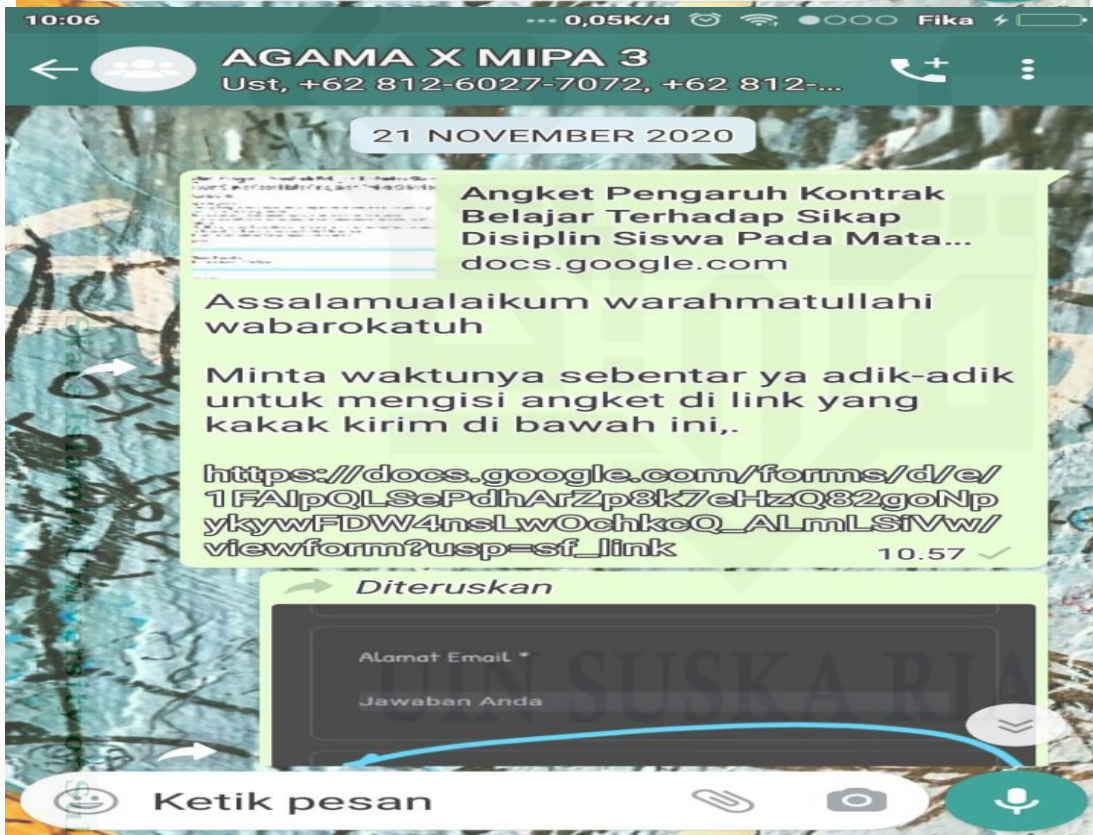 10:06
0,05K/d
Fika
AGAMA X MIPA 3
Ust, +62 812-6027-7072, +62 812-...
21 NOVEMBER 2020
Angket Pengaruh Kontrak
Belajar Terhadap Sikap
Disiplin Siswa Pada Mata...
docs.google.com
Assalamualaikum warahmatullahi
wabarokatuh
Minta waktunya sebentar ya adik-adik
untuk mengisi angket di link yang
kakak kirim di bawah ini,.
https://docs.google.com/forms/d/e/
1FAIpQLSePdhArZp8k7eHzQ82goNp
ykywFDW4nsLwOchkcQ_ALmLSiVw/
viewform?usp=sf_link
10.57
Diteruskan
Alamat Email *
Jawaban Anda
UIN SUSKA RIA
Ketik pesan